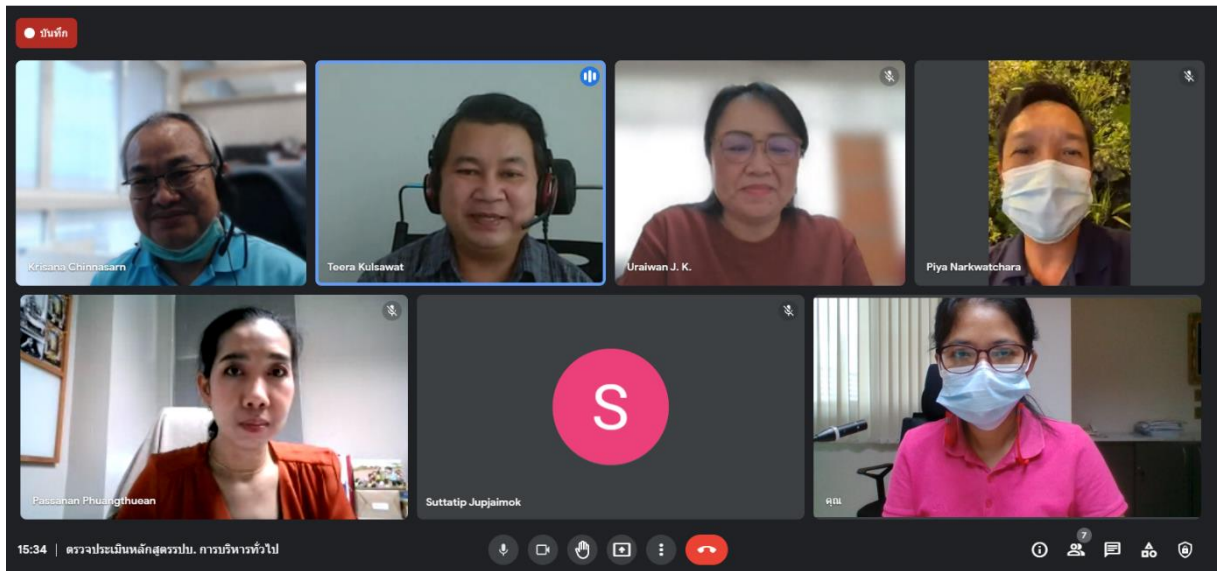 บันทึก
Krisana Chinnasarn
Teera Kulsawat
Uraiwan J. K.
Piya Narkwatchara
Passanan Phuangthuean
S
Suttatip Jupjaimok
คุณ
15:34 | ตรวจประเมินหลักสูตรรปบ. การบริหารทั่วไป
7